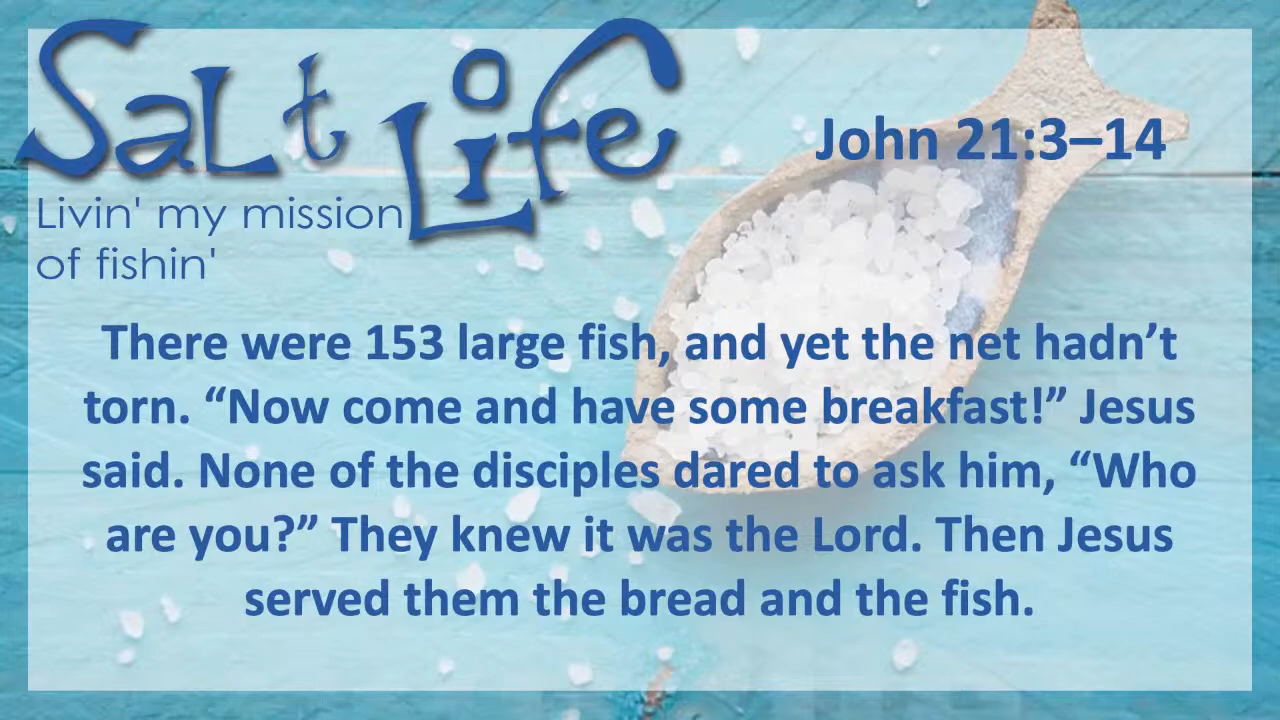 Salt Life
Livin' my mission
of fishin'
John 21:3–14
There were 153 large fish, and yet the net hadn’t
torn. “Now come and have some breakfast!” Jesus
said. None of the disciples dared to ask him, “Who
are you?” They knew it was the Lord. Then Jesus
served them the bread and the fish.